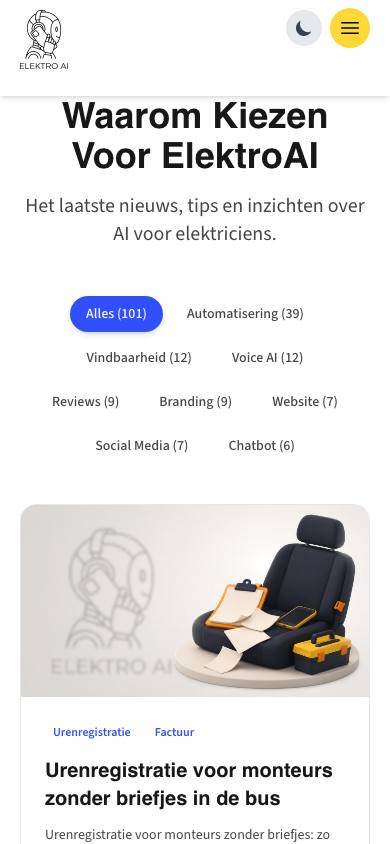 ELEKTRO AI
Waarom Kiezen
Voor ElektroAI
Het laatste nieuws, tips en inzichten over
AI voor elektriciens.
Alles (101)
Automatisering (39)
Vindbaarheid (12)
Voice AI (12)
Reviews (9)
Branding (9)
Website (7)
Social Media (7)
Chatbot (6)
ELEKTRO AI
Urenregistratie
Factuur
Urenregistratie voor monteurs
zonder briefjes in de bus
Urenregistratie voor monteurs zonder briefjes: zo